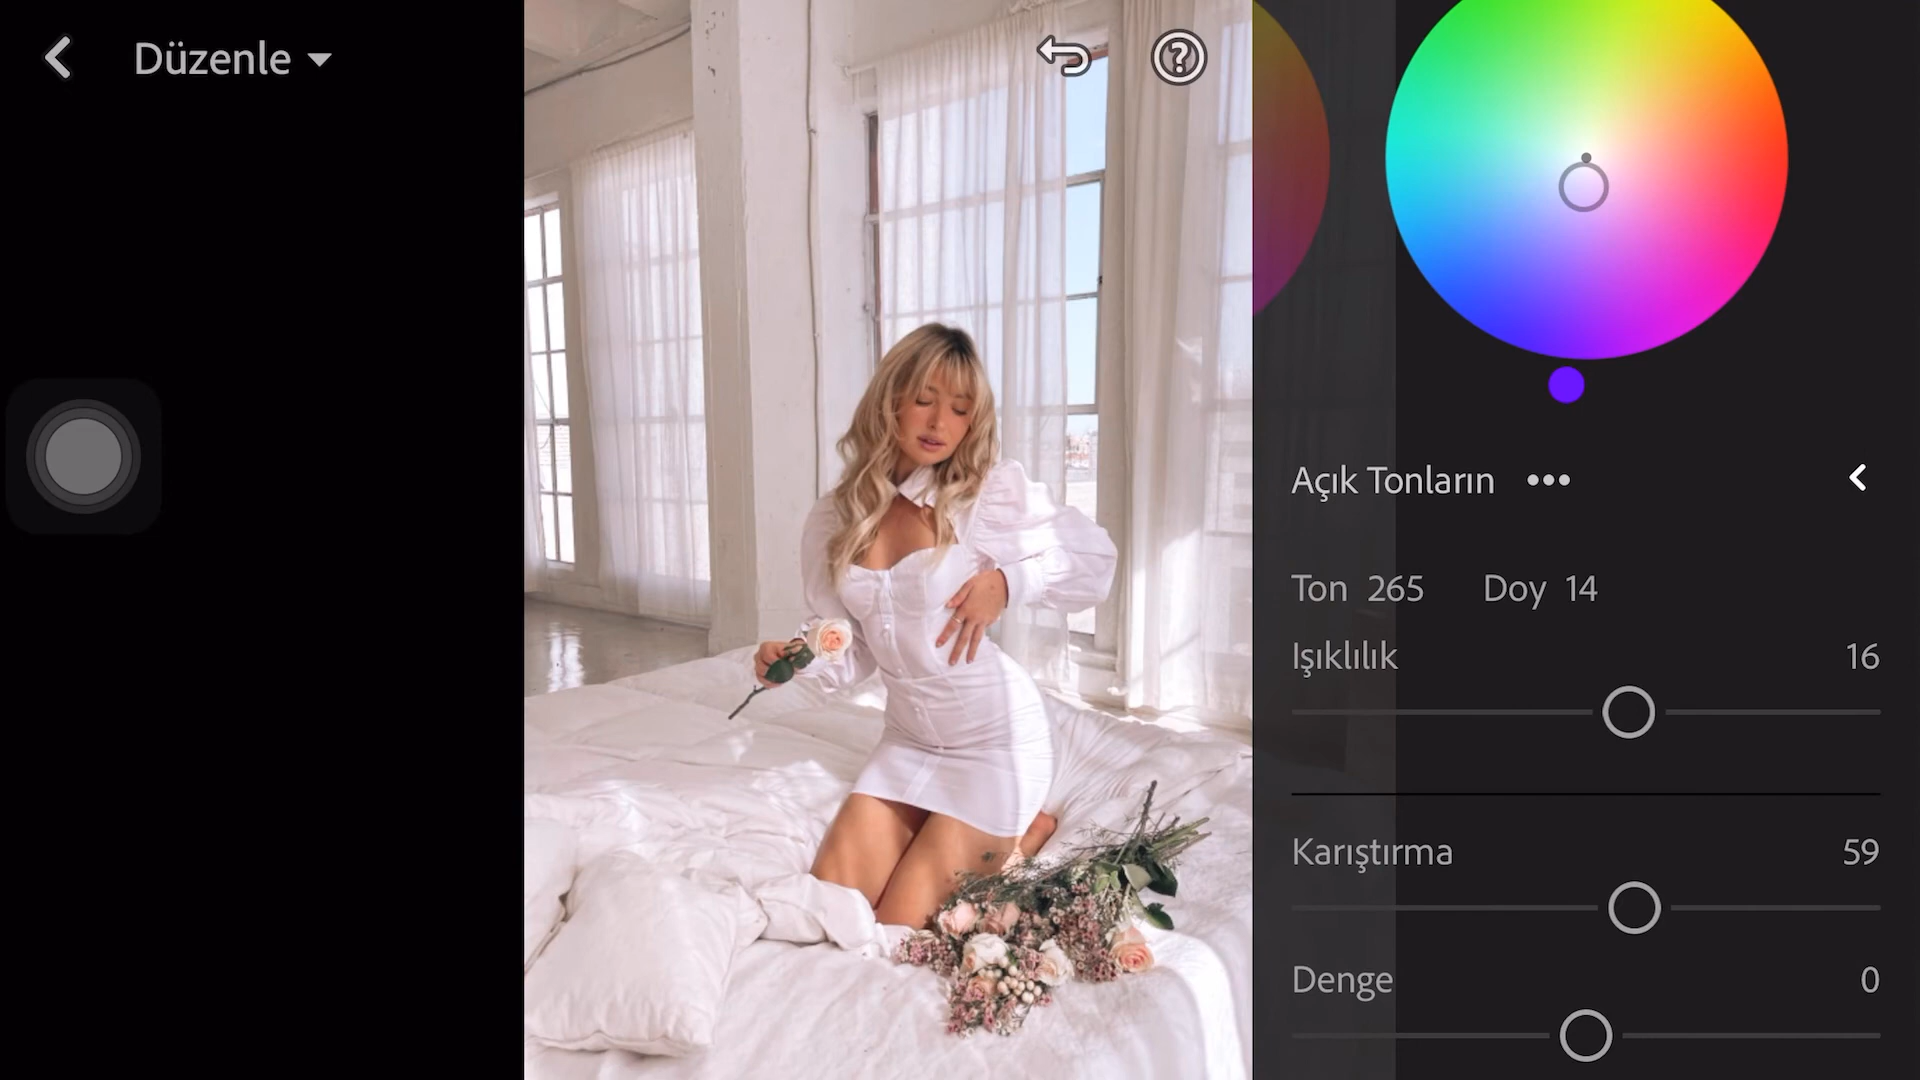 Düzenle
Açık Tonların
Ton 265 Doy 14
Işıklılık 16
Karıştırma 59
Denge 0